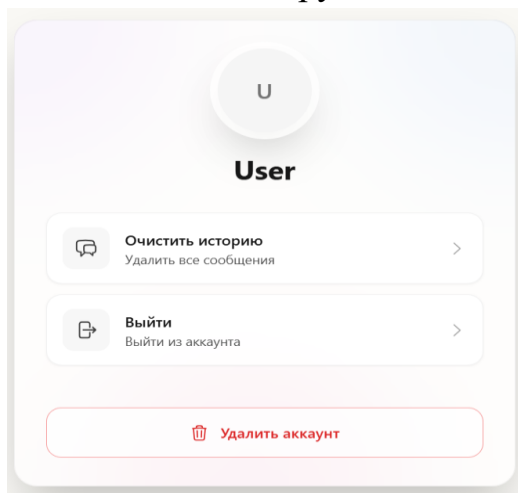 U
User
Очистить историю
Удалить все сообщения
Выйти
Выйти из аккаунта
Удалить аккаунт